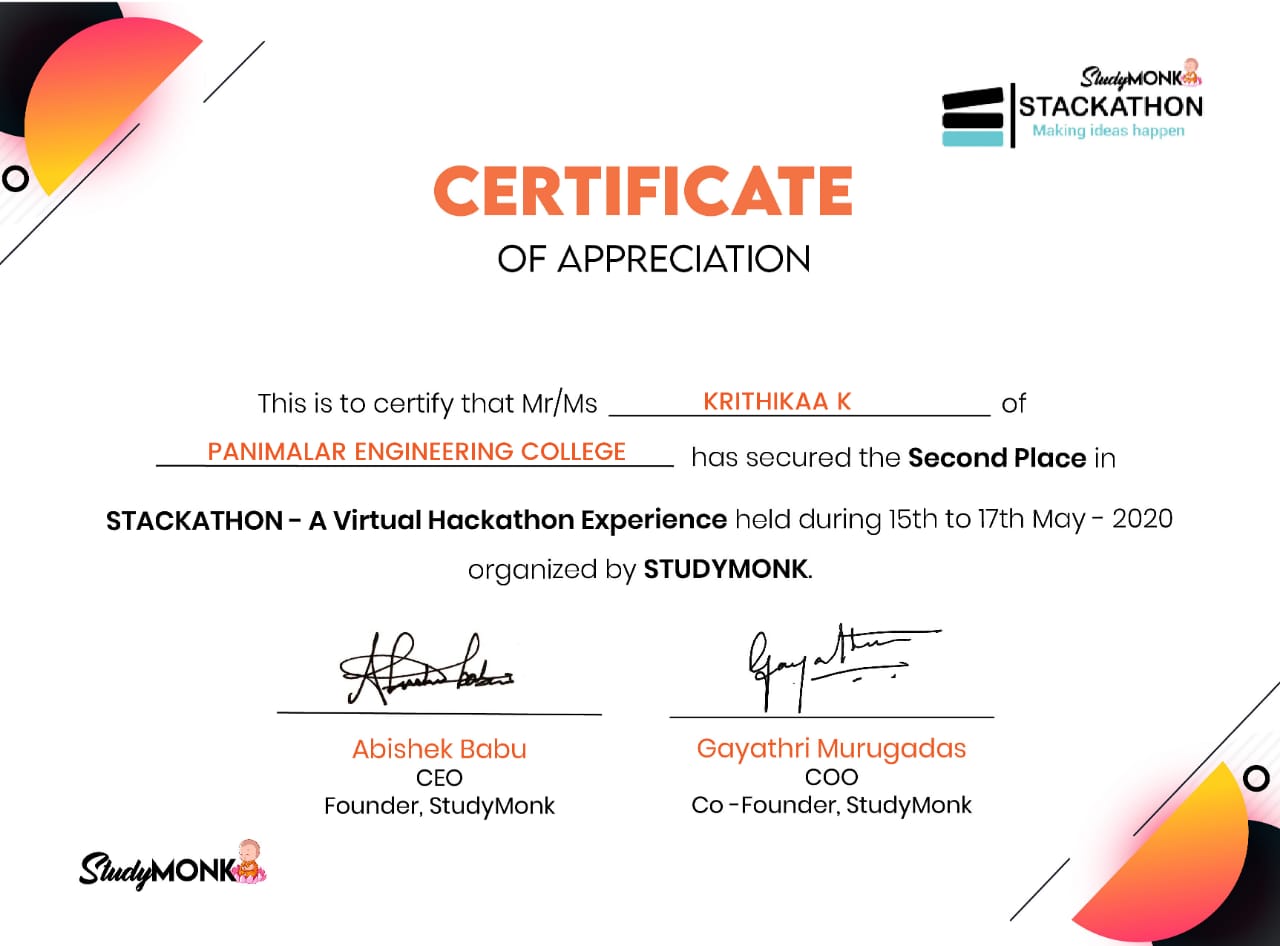 StudyMONK
STACKATHON
Making ideas happen
CERTIFICATE
OF APPRECIATION
This is to certify that Mr/Ms KRITHIKAA K of
PANIMALAR ENGINEERING COLLEGE has secured the Second Place in
STACKATHON - A Virtual Hackathon Experience held during 15th to 17th May - 2020
organized by STUDYMONK.
Abishek Babu
Gayathri Murugadas
CEO
COO
Founder, StudyMonk
Co -Founder, StudyMonk
StudyMONK